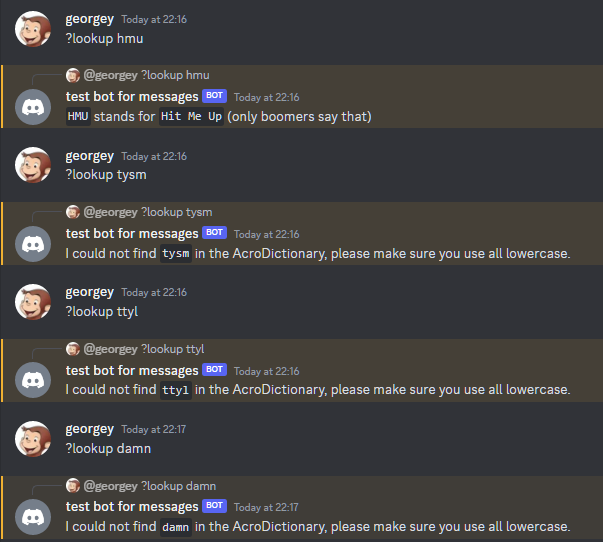 georgey Today at 22:16
?lookup hmu
@georgey ?lookup hmu
test bot for messages BOT Today at 22:16
HMU stands for Hit Me Up (only boomers say that)
georgey Today at 22:16
?lookup tysm
@georgey ?lookup tysm
test bot for messages BOT Today at 22:16
I could not find tysm in the AcroDictionary, please make sure you use all lowercase.
georgey Today at 22:16
?lookup ttyl
@georgey ?lookup ttyl
test bot for messages BOT Today at 22:16
I could not find ttyl in the AcroDictionary, please make sure you use all lowercase.
georgey Today at 22:17
?lookup damn
@georgey ?lookup damn
test bot for messages BOT Today at 22:17
I could not find damn in the AcroDictionary, please make sure you use all lowercase.